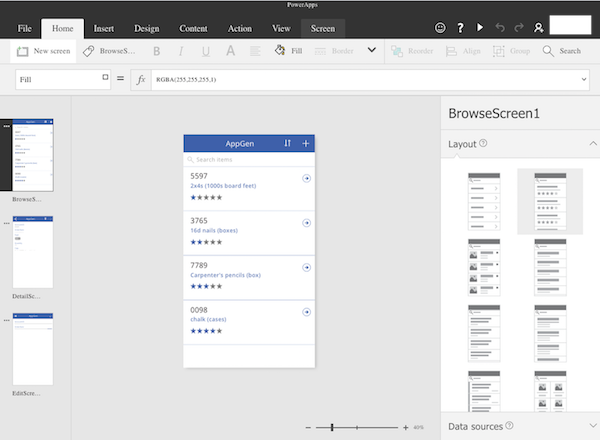 PowerApps
File Home Insert Design Content Action View Screen
New screen BrowseS... B I U A Fill Border Reorder Align Group Search
Fill = fx RGBA(255,255,255,1)
BrowseS...
DetailSc...
EditScre...
AppGen
Search items
5597
2x4s (1000s board feet)
3765
16d nails (boxes)
7789
Carpenter's pencils (box)
0098
chalk (cases)
60%
BrowseScreen1
Layout
Data sources